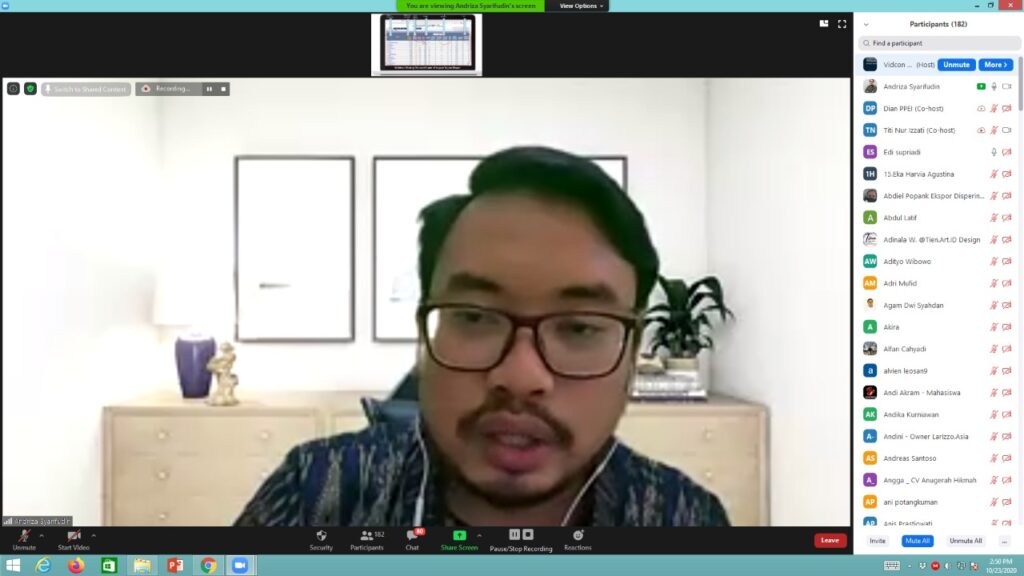 You are viewing Andriza Syarifudin's screen
View Options
Switch to Shared Content
Recording...
Andriza Syarifudin
Participants (182)
Find a participant
Vidcon ... (Host) Unmute More >
Andriza Syarifudin
DP Dian PPEI (Co-host)
TN Titi Nur Izzati (Co-host)
ES Edi supriadi
1H 15.Eka Harvia Agustina
Abdiel Popank Ekspor Disperin...
A Abdul Latif
Adinala W. @Tien.Art.ID Design
AW Adityo Wibowo
AM Adri Mufid
Agam Dwi Syahdan
A Akira
Alfan Cahyadi
a alvien leosan9
Andi Akram - Mahasiswa
AK Andika Kurniawan
A- Andini - Owner Larizzo.Asia
AS Andreas Santoso
A_ Angga _ CV Anugerah Hikmah
AP ani potangkuman
AP Anis Prastiowati
Invite Mute All Unmute All ...
Unmute
Start Video
Security
182
Participants
80
Chat
Share Screen
Pause/Stop Recording
Reactions
Leave
2:50 PM
10/23/2020